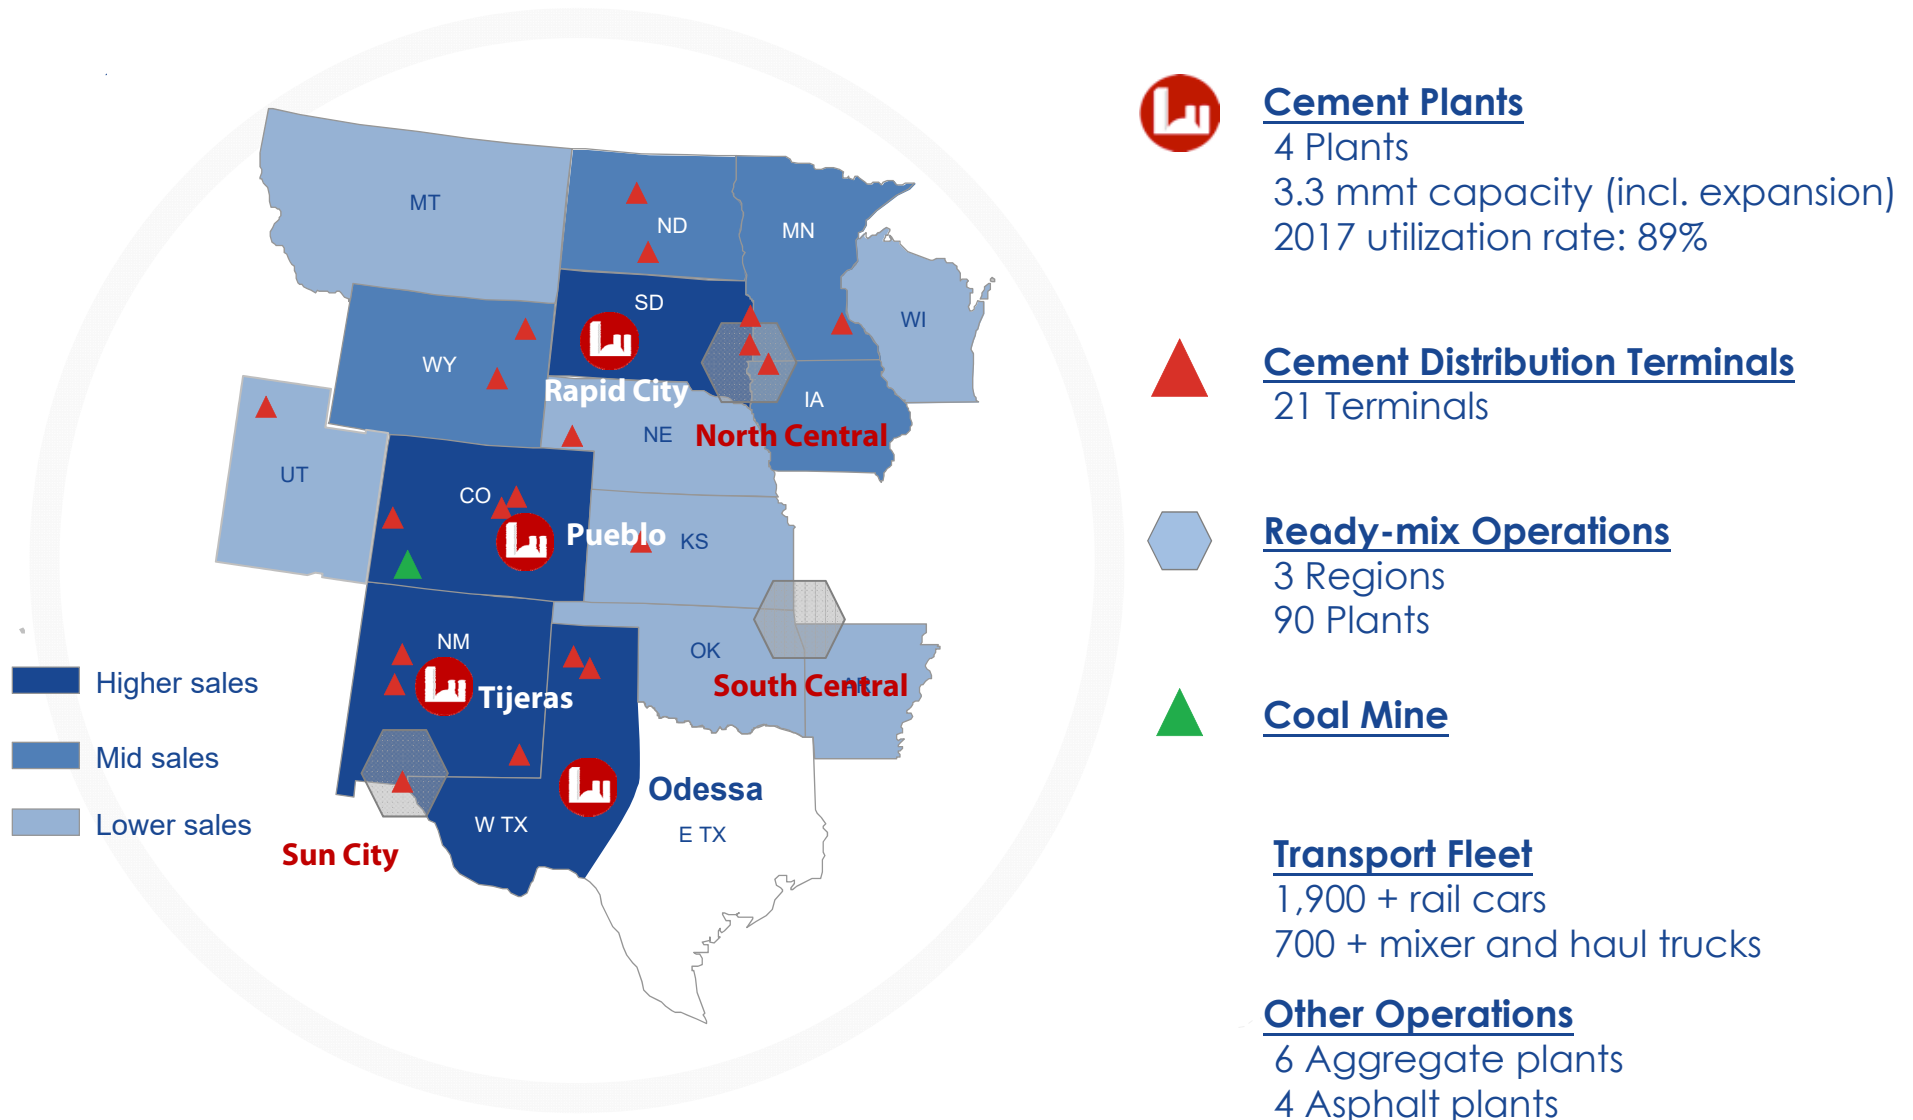 MT
ND
MN
SD
WI
WY
Rapid City
IA
NE
North Central
UT
CO
Pueblo
KS
NM
OK
Tijeras
South Central
AR
Odessa
W TX
E TX
Sun City
Higher sales
Mid sales
Lower sales
Cement Plants
4 Plants
3.3 mmt capacity (incl. expansion)
2017 utilization rate: 89%
Cement Distribution Terminals
21 Terminals
Ready-mix Operations
3 Regions
90 Plants
Coal Mine
Transport Fleet
1,900 + rail cars
700 + mixer and haul trucks
Other Operations
6 Aggregate plants
4 Asphalt plants